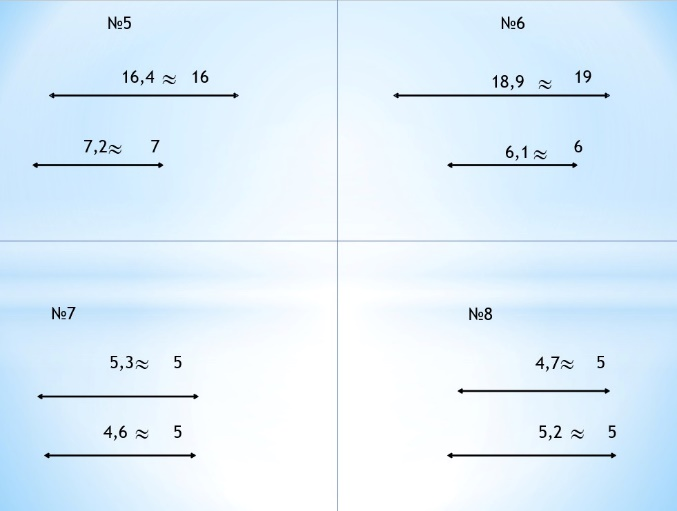 №5
16,4 ≈ 16
7,2≈ 7
№6
18,9 ≈ 19
6,1≈ 6
№7
5,3≈ 5
4,6 ≈ 5
№8
4,7≈ 5
5,2 ≈ 5